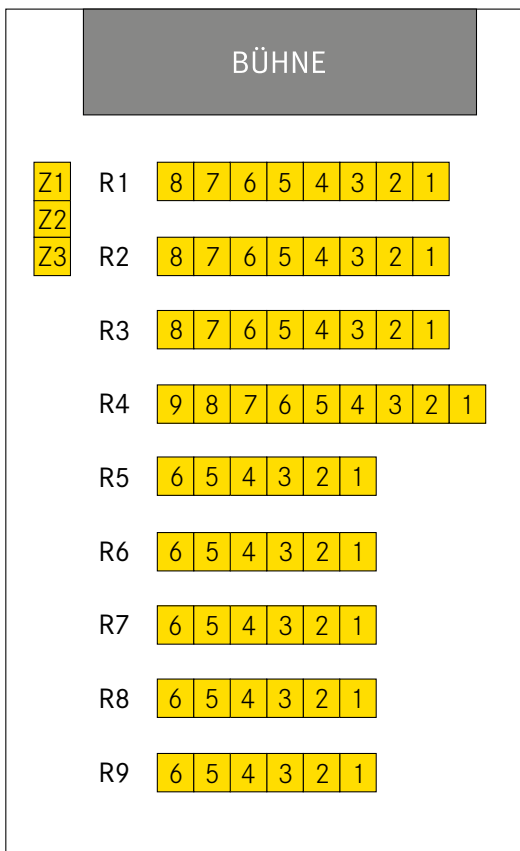 BÜHNE
Z1 R1 8 7 6 5 4 3 2 1
Z2
Z3 R2 8 7 6 5 4 3 2 1
R3 8 7 6 5 4 3 2 1
R4 9 8 7 6 5 4 3 2 1
R5 6 5 4 3 2 1
R6 6 5 4 3 2 1
R7 6 5 4 3 2 1
R8 6 5 4 3 2 1
R9 6 5 4 3 2 1